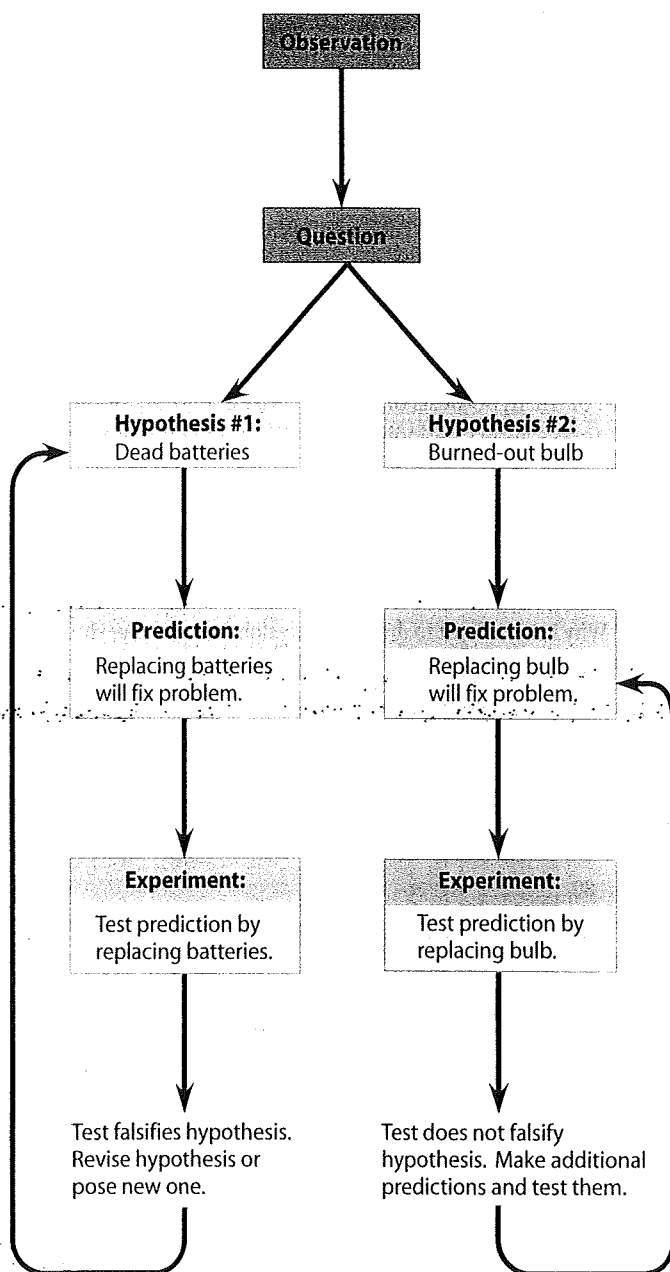 Observation
Question
Hypothesis #1:
Dead batteries
Prediction:
Replacing batteries
will fix problem.
Experiment:
Test prediction by
replacing batteries.
Test falsifies hypothesis.
Revise hypothesis or
pose new one.
Hypothesis #2:
Burned-out bulb
Prediction:
Replacing bulb
will fix problem.
Experiment:
Test prediction by
replacing bulb.
Test does not falsify
hypothesis. Make additional
predictions and test them.